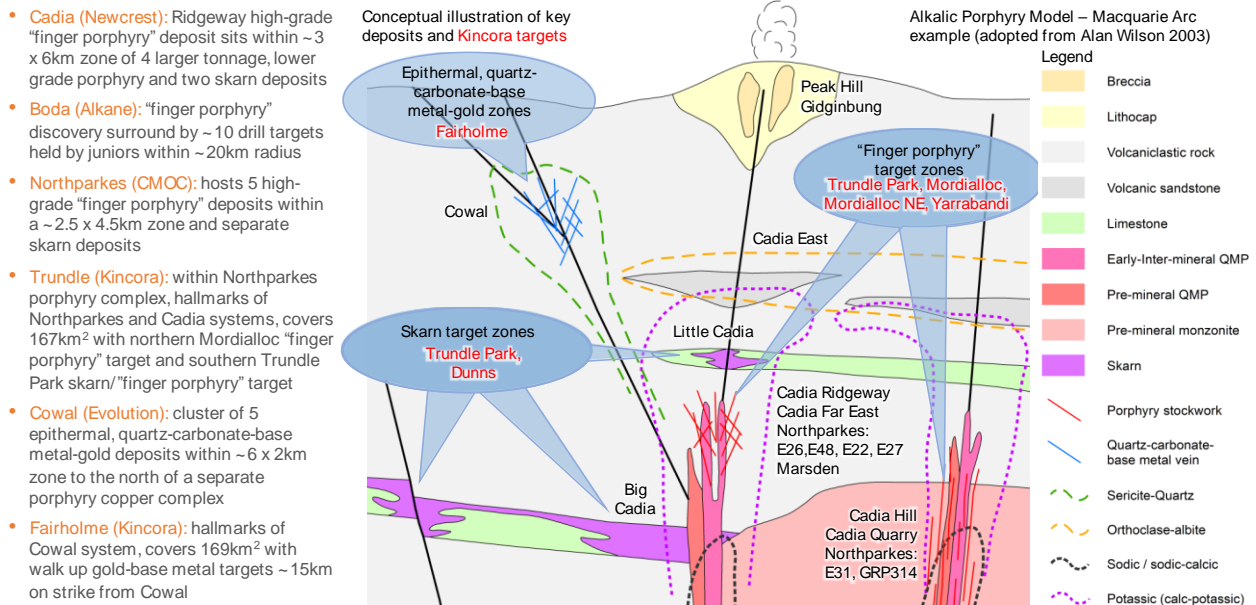 • Cadia (Newcrest): Ridgeway high-grade
"finger porphyry" deposit sits within ~3
x 6km zone of 4 larger tonnage, lower
grade porphyry and two skarn deposits
• Boda (Alkane): "finger porphyry"
discovery surround by ~10 drill targets
held by juniors within ~20km radius
• Northparkes (CMOC): hosts 5 high-
grade "finger porphyry" deposits within
a ~2.5 x 4.5km zone and separate
skarn deposits
• Trundle (Kincora): within Northparkes
porphyry complex, hallmarks of
Northparkes and Cadia systems, covers
167km² with northern Mordialloc "finger
porphyry" target and southern Trundle
Park skarn/"finger porphyry" target
• Cowal (Evolution): cluster of 5
epithermal, quartz-carbonate-base
metal-gold deposits within ~6 x 2km
zone to the north of a separate
porphyry copper complex
• Fairholme (Kincora): hallmarks of
Cowal system, covers 169km² with
walk up gold-base metal targets ~15km
on strike from Cowal
Conceptual illustration of key
deposits and Kincora targets
Epithermal, quartz-
carbonate-base
metal-gold zones
Fairholme
Peak Hill
Gidginbung
"Finger porphyry"
target zones
Trundle Park, Mordialloc,
Mordialloc NE, Yarrabandi
Cowal
Cadia East
Skarn target zones
Trundle Park,
Dunns
Little Cadia
Cadia Ridgeway
Cadia Far East
Northparkes:
E26,E48, E22, E27
Marsden
Big
Cadia
Cadia Hill
Cadia Quarry
Northparkes:
E31, GRP314
Alkalic Porphyry Model – Macquarie Arc
example (adopted from Alan Wilson 2003)
Legend
Breccia
Lithocap
Volcaniclastic rock
Volcanic sandstone
Limestone
Early-Inter-mineral QMP
Pre-mineral QMP
Pre-mineral monzonite
Skarn
Porphyry stockwork
Quartz-carbonate-
base metal vein
Sericite-Quartz
Orthoclase-albite
Sodic / sodic-calcic
Potassic (calc-potassic)